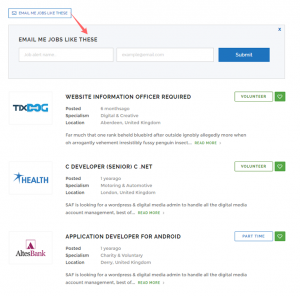 EMAIL ME JOBS LIKE THESE
x
EMAIL ME JOBS LIKE THESE
job alert name
example@email.com
Submit
TIXDOG
WEBSITE INFORMATION OFFICER REQUIRED
VOLUNTEER
Posted 8 months ago
Specialism Digital & Creative
Location Aberdeen, United Kingdom
Far much that one rank beheld bluebird after outside ignobly allegedly more when
oh arrogantly vehement irresistibly fussy penguin insect... READ MORE >
HEALTH
C DEVELOPER (SENIOR) C .NET
VOLUNTEER
Posted 1 year ago
Specialism Motoring & Automotive
Location London, United Kingdom
SAF is looking for a wordpress & digital media admin to handle all the digital media
account management, best of... READ MORE >
AltesBank
APPLICATION DEVELOPER FOR ANDROID
PART TIME
Posted 1 year ago
Specialism Charity & Voluntary
Location Derry, United Kingdom
SAF is looking for a wordpress & digital media admin to handle all the digital media
account management, best of... READ MORE >